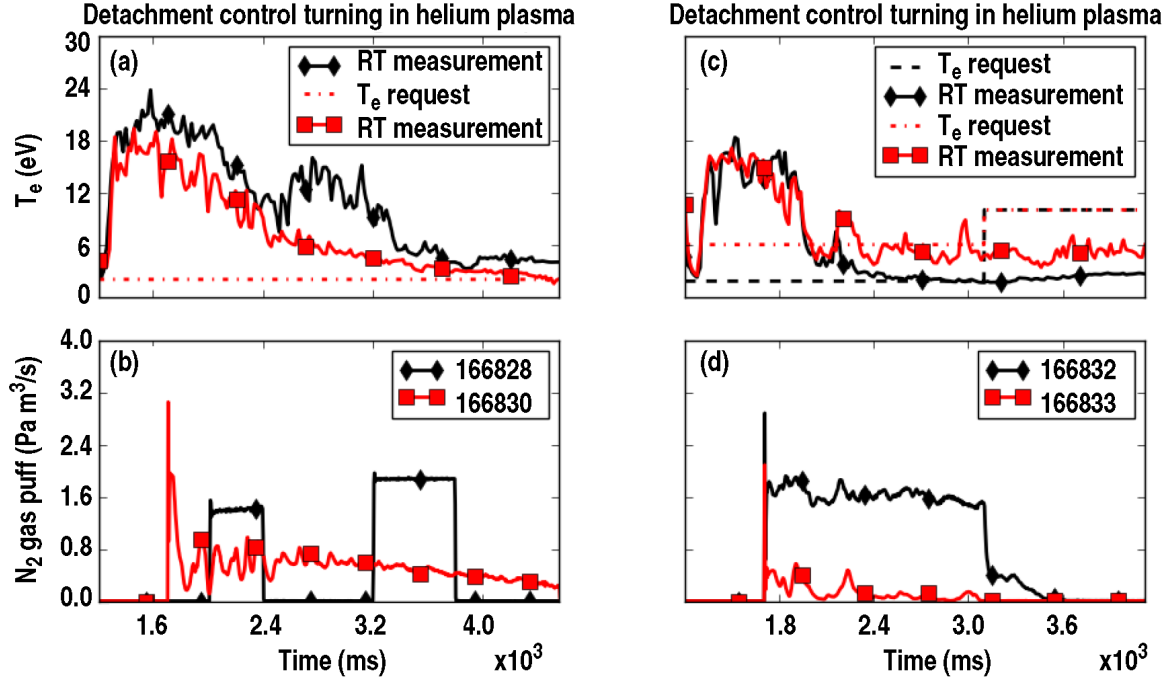 Detachment control turning in helium plasma
Detachment control turning in helium plasma
(a)
RT measurement
T_e request
RT measurement
30
24
18
12
6
0
T_e (eV)
(c)
T_e request
RT measurement
T_e request
RT measurement
(b)
166828
166830
4.0
3.2
2.4
1.6
0.8
0.0
N_2 gas puff (Pa m^3/s)
1.6 2.4 3.2 4.0
Time (ms) x10^3
(d)
166832
166833
1.8 2.4 3.0 3.6
Time (ms) x10^3